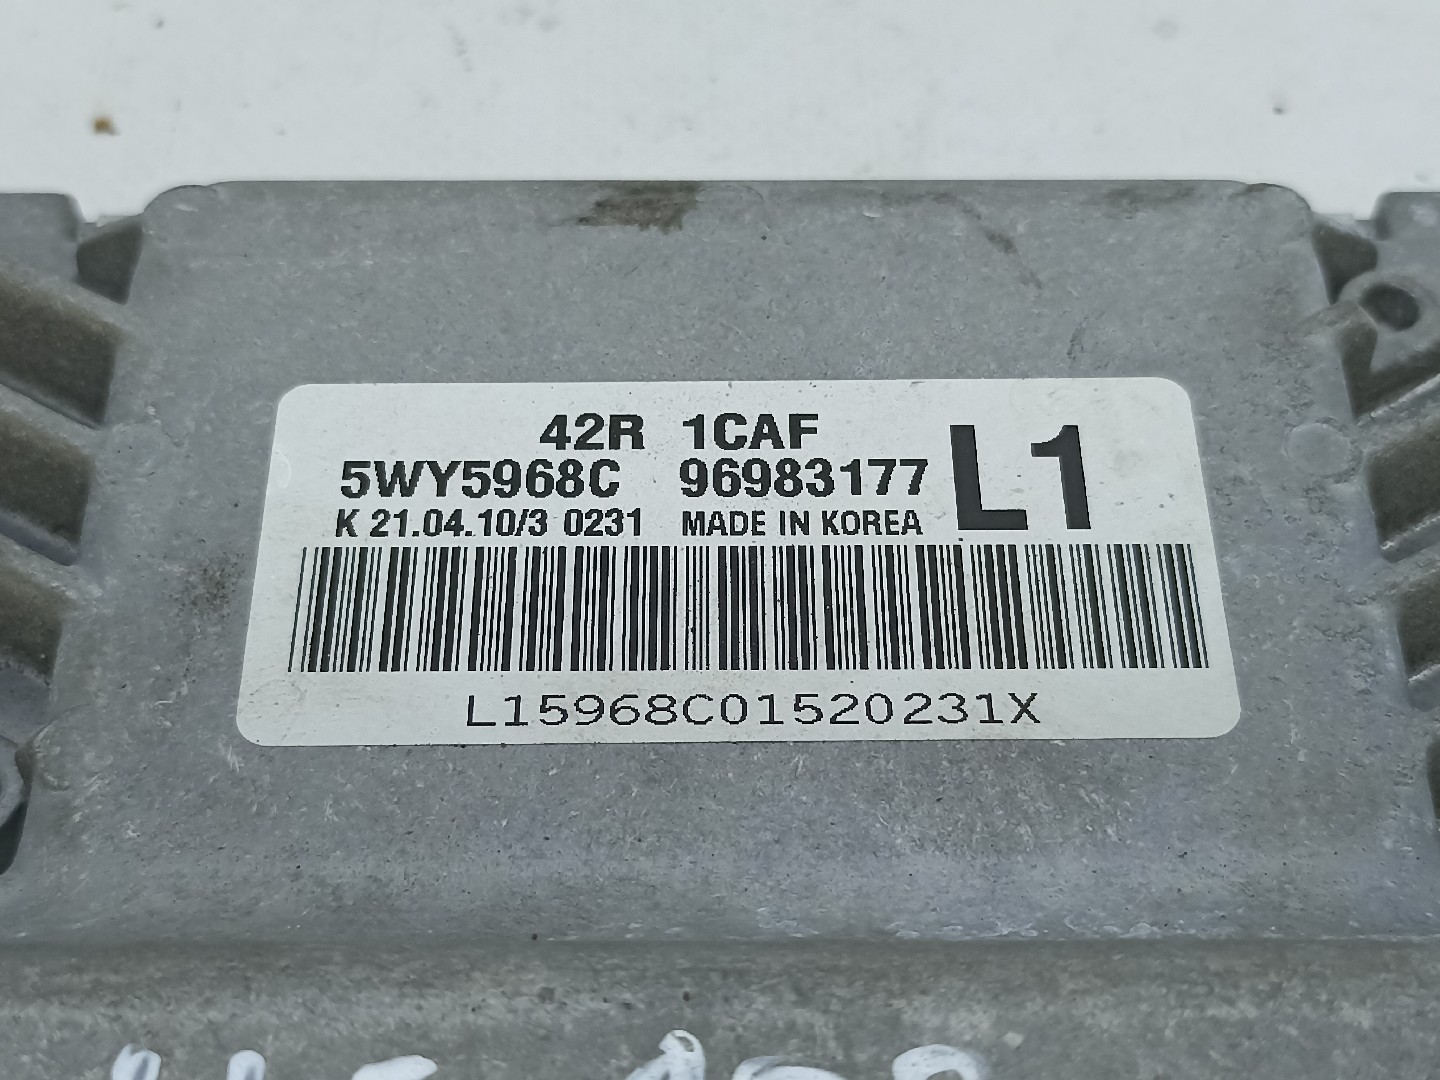 42R 1CAF
5WY5968C 96983177 L1
K 21.04.10/3 0231 MADE IN KOREA
L15968C01520231X